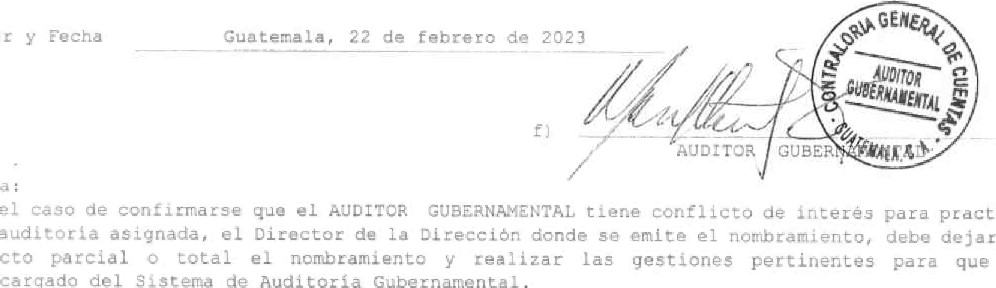 r y Fecha Guatemala, 22 de febrero de 2023
CONTRALORIA GENERAL DE CUENTAS
AUDITOR
GUBERNAMENTAL
GUATEMALA, C. A.
f)
AUDITOR GUBERNAMENTAL
a:
el caso de confirmarse que el AUDITOR GUBERNAMENTAL tiene conflicto de interés para pract
auditoría asignada, el Director de la Dirección donde se emite el nombramiento, debe dejar
cto parcial o total el nombramiento y realizar las gestiones pertinentes para que
cargado del Sistema de Auditoría Gubernamental.